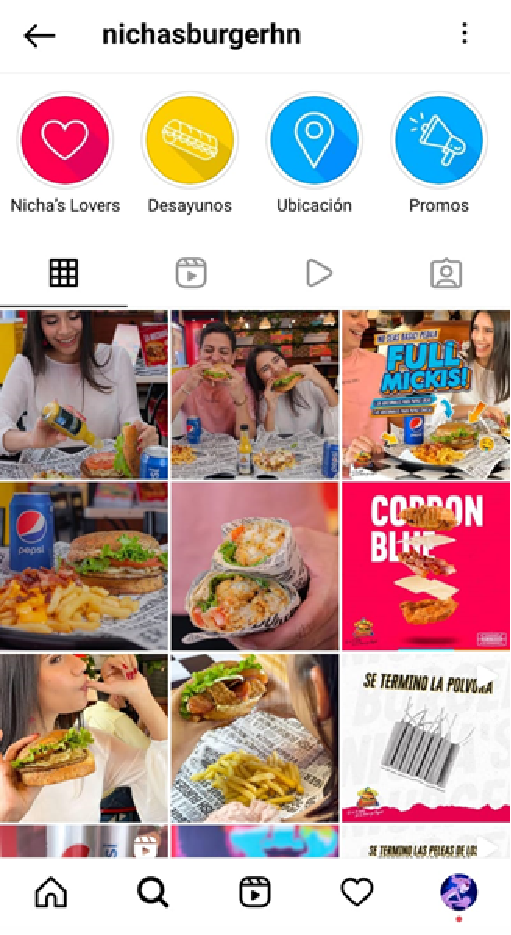 nichasburgerhn
Nicha's Lovers
Desayunos
Ubicación
Promos
FULL
MICKIS!
pepsi
CORDON
BLUE
SE TERMINO LA POLVORA
SE TERMINO LAS PELEAS DE LOS